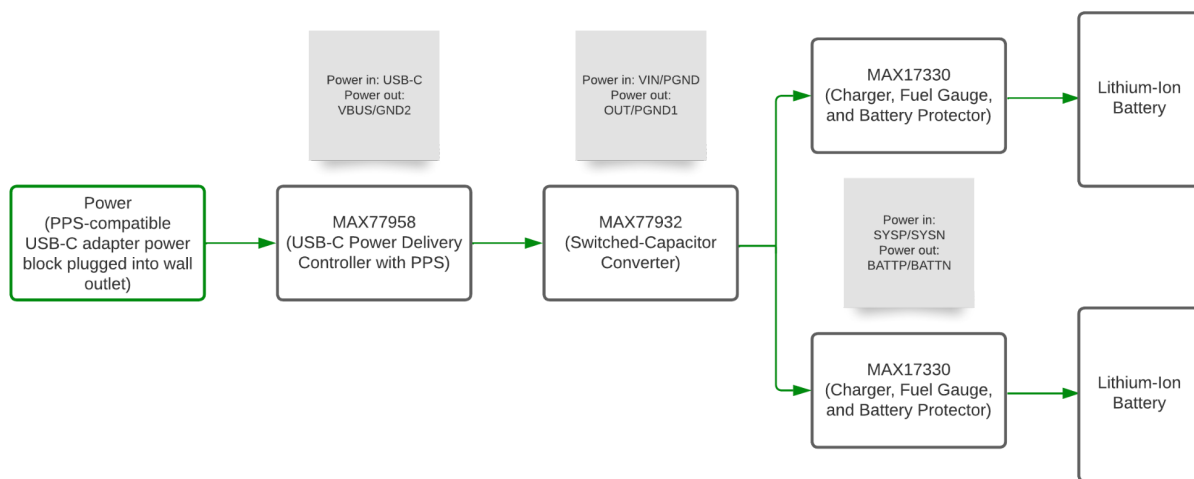 Power
(PPS-compatible
USB-C adapter power
block plugged into wall
outlet)
Power in: USB-C
Power out:
VBUS/GND2
MAX77958
(USB-C Power Delivery
Controller with PPS)
Power in: VIN/PGND
Power out:
OUT/PGND1
MAX77932
(Switched-Capacitor
Converter)
MAX17330
(Charger, Fuel Gauge,
and Battery Protector)
Lithium-Ion
Battery
Power in:
SYSP/SYSN
Power out:
BATTP/BATTN
MAX17330
(Charger, Fuel Gauge,
and Battery Protector)
Lithium-Ion
Battery